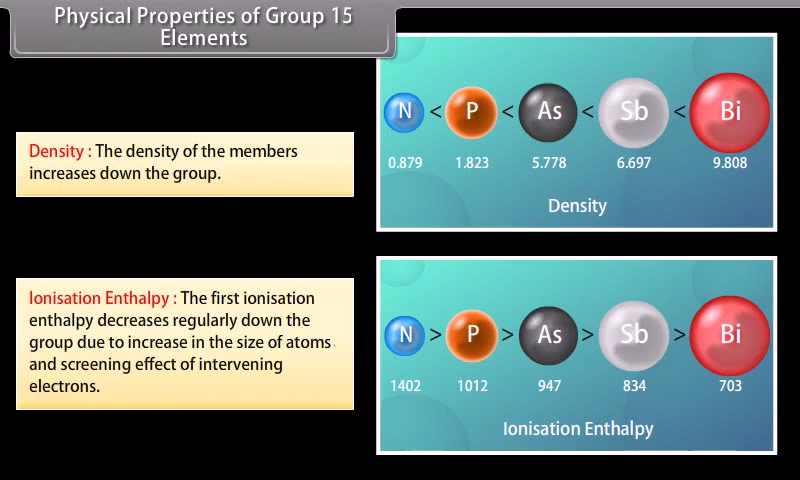 Physical Properties of Group 15
Elements
Density : The density of the members
increases down the group.
N < P < As < Sb < Bi
0.879 1.823 5.778 6.697 9.808
Density
Ionisation Enthalpy : The first ionisation
enthalpy decreases regularly down the
group due to increase in the size of atoms
and screening effect of intervening
electrons.
N > P > As > Sb > Bi
1402 1012 947 834 703
Ionisation Enthalpy